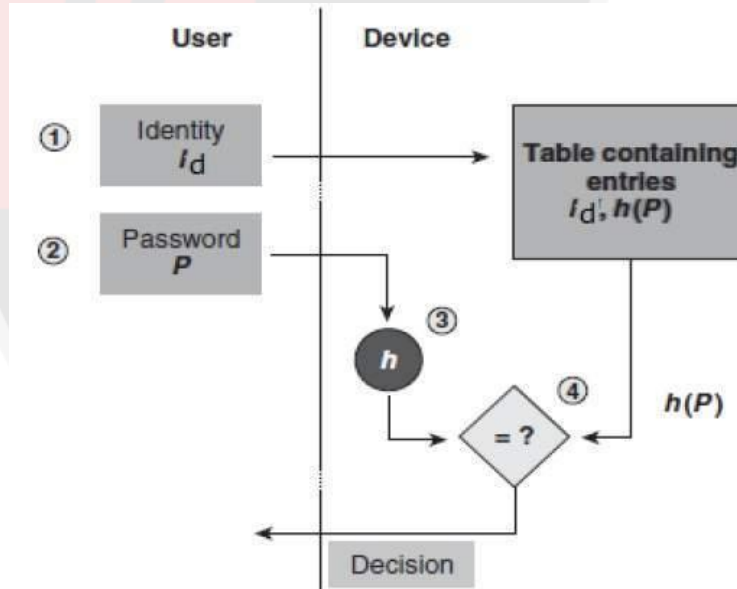 User
Device
①
Identity
Id
Table containing
entries
Id, h(P)
②
Password
P
③
h
④
= ?
h(P)
Decision